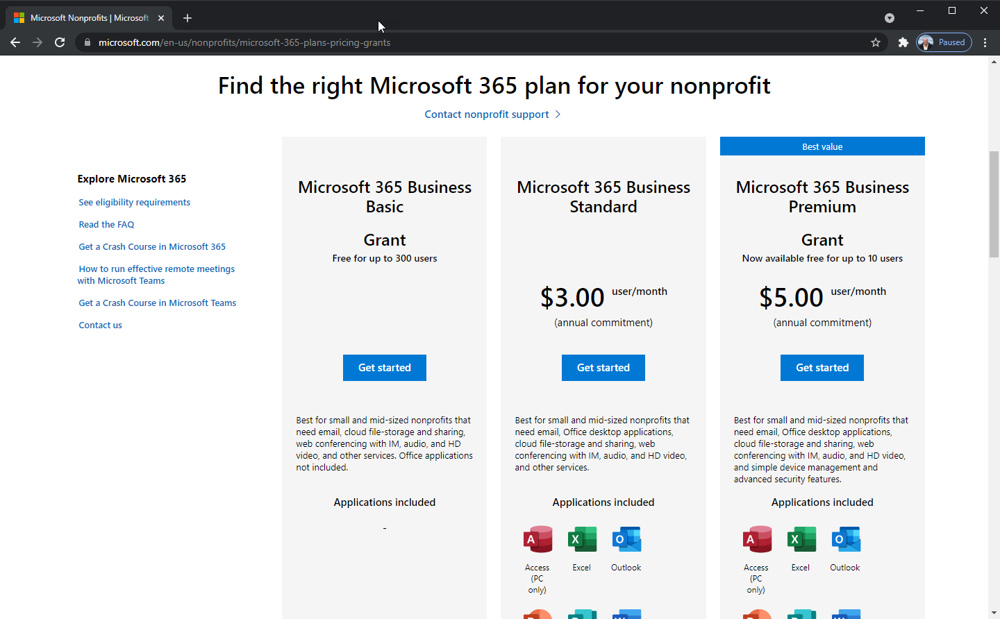 Microsoft Nonprofits | Microsoft
microsoft.com/en-us/nonprofits/microsoft-365-plans-pricing-grants
Paused
Find the right Microsoft 365 plan for your nonprofit
Contact nonprofit support
Explore Microsoft 365
See eligibility requirements
Read the FAQ
Get a Crash Course in Microsoft 365
How to run effective remote meetings
with Microsoft Teams
Get a Crash Course in Microsoft Teams
Contact us
Microsoft 365 Business
Basic
Grant
Free for up to 300 users
Get started
Best for small and mid-sized nonprofits that
need email, cloud file-storage and sharing,
web conferencing with IM, audio, and HD
video, and other services. Office applications
not included.
Applications included
-
Microsoft 365 Business
Standard
$3.00 user/month
(annual commitment)
Get started
Best for small and mid-sized nonprofits that
need email, Office desktop applications,
cloud file-storage and sharing, web
conferencing with IM, audio, and HD video,
and other services.
Applications included
A X O
Access
(PC
only)
Excel
Outlook
Best value
Microsoft 365 Business
Premium
Grant
Now available free for up to 10 users
$5.00 user/month
(annual commitment)
Get started
Best for small and mid-sized nonprofits that
need email, Office desktop applications,
cloud file-storage and sharing, web
conferencing with IM, audio, and HD video,
and simple device management and
advanced security features.
Applications included
A X O
Access
(PC
only)
Excel
Outlook